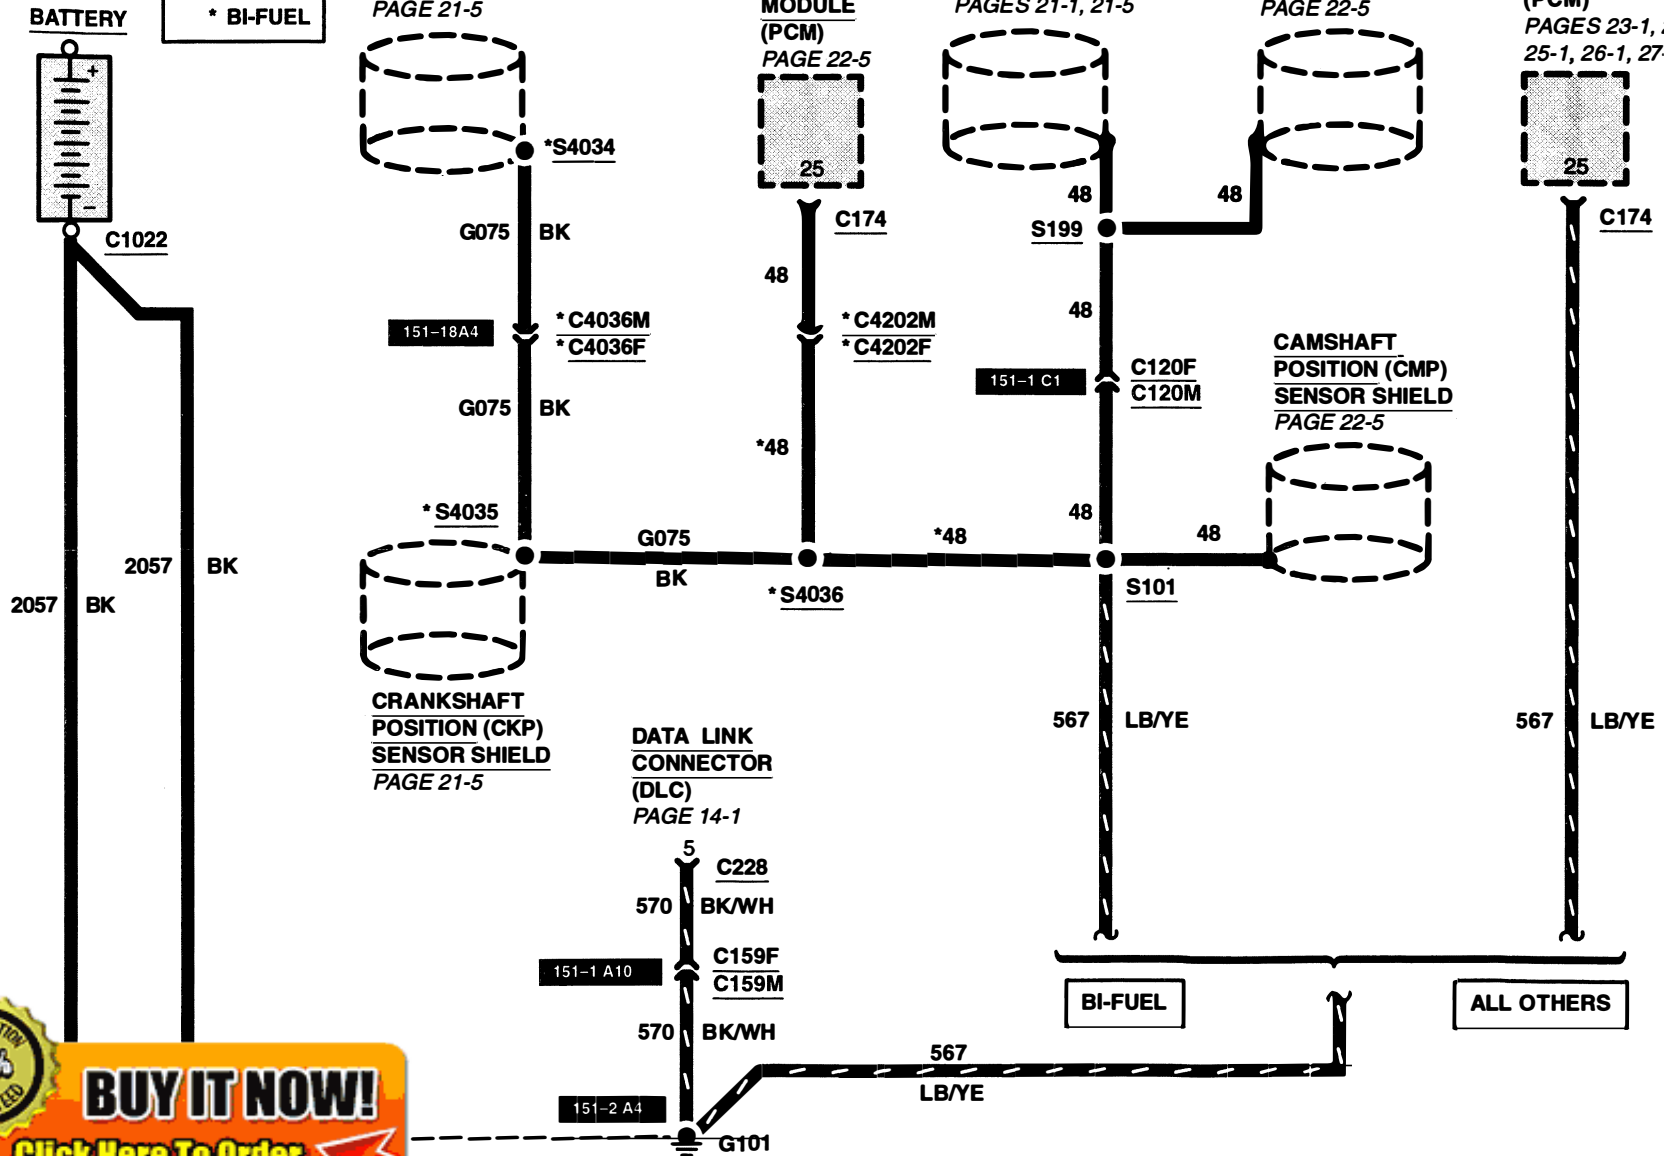 BATTERY
* BI-FUEL
PAGE 21-5
MODULE
(PCM)
PAGE 22-5
PAGES 21-1, 21-5
PAGE 22-5
(PCM)
PAGES 23-1,
25-1, 26-1, 27-
+
−
C1022
*S4034
25
C174
48
48
S199
25
C174
G075 BK
48
48
151-18A4
* C4036M
* C4036F
* C4202M
* C4202F
151-1 C1
C120F
C120M
CAMSHAFT
POSITION (CMP)
SENSOR SHIELD
PAGE 22-5
G075 BK
*48
* S4035
48
G075
BK
*48
48
* S4036
S101
2057 BK
2057 BK
CRANKSHAFT
POSITION (CKP)
SENSOR SHIELD
PAGE 21-5
DATA LINK
CONNECTOR
(DLC)
PAGE 14-1
567 LB/YE
567 LB/YE
5
C228
570 BK/WH
151-1 A10
C159F
C159M
570 BK/WH
BI-FUEL
ALL OTHERS
567
LB/YE
151-2 A4
G101
BUY IT NOW!
Click Here To Order